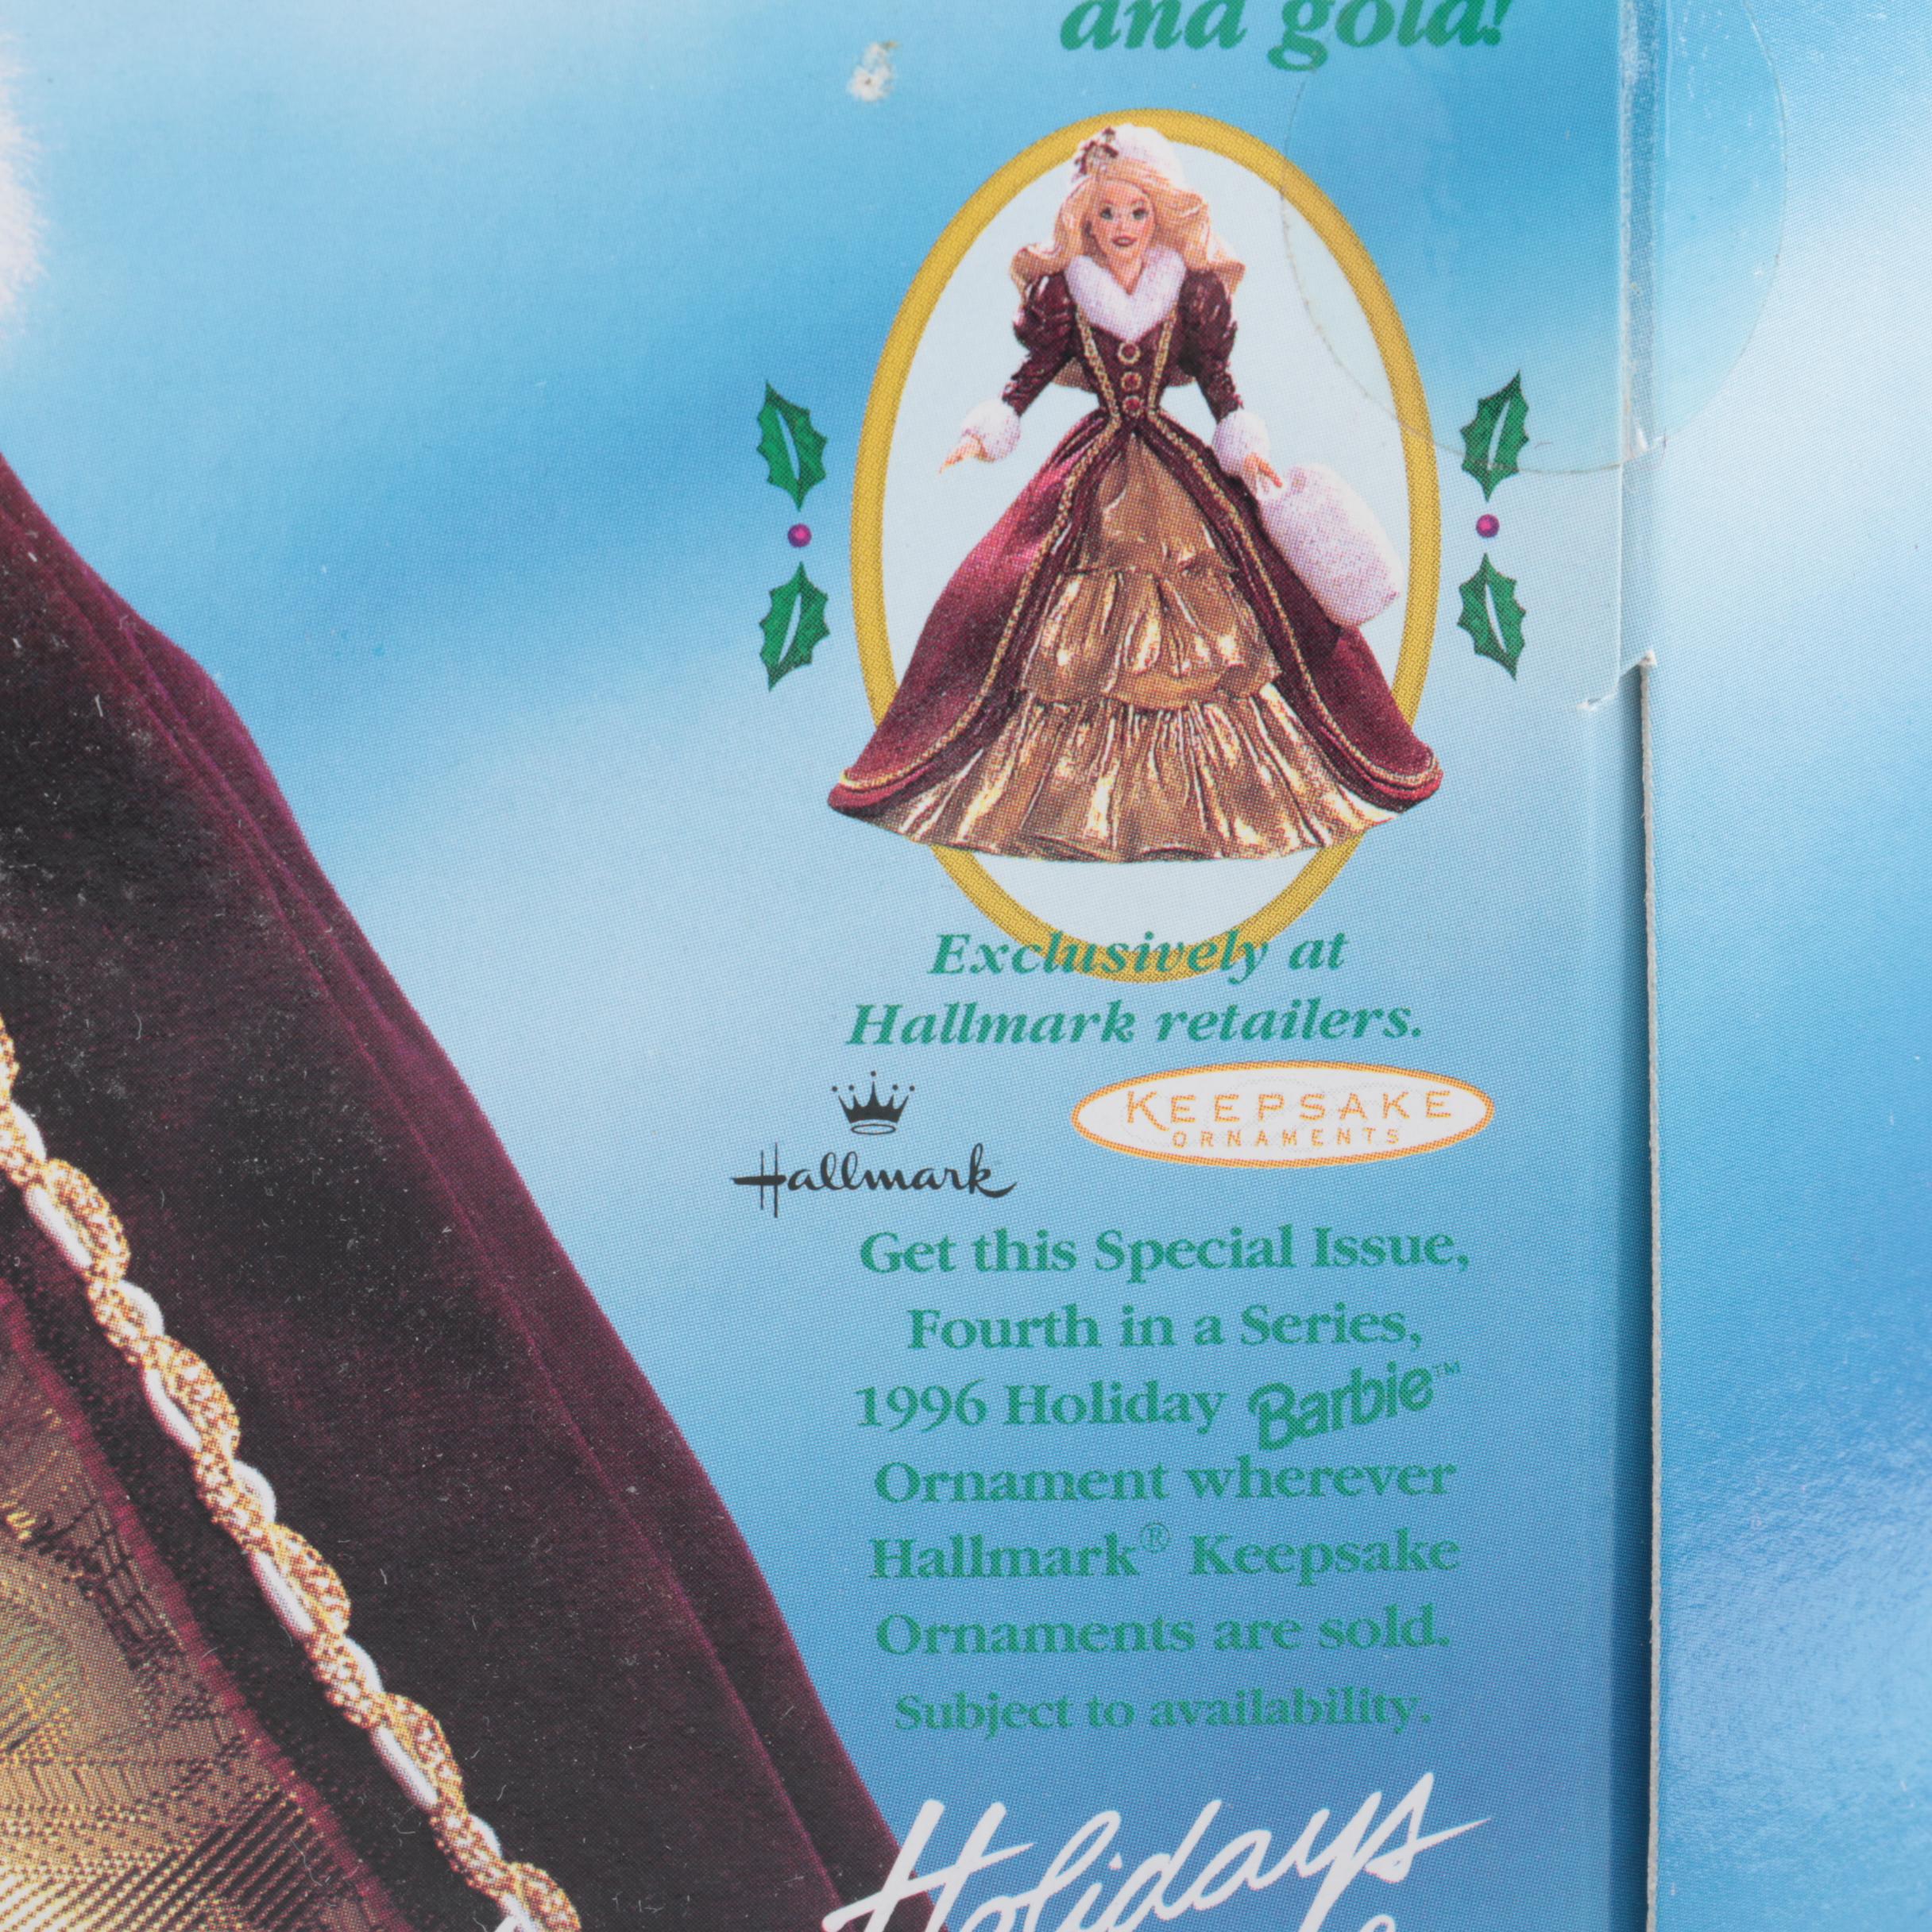 and gold!
Exclusively at
Hallmark retailers.
Hallmark
KEEPSAKE
ORNAMENTS
Get this Special Issue,
Fourth in a Series,
1996 Holiday Barbie™
Ornament wherever
Hallmark® Keepsake
Ornaments are sold.
Subject to availability.
Holidays